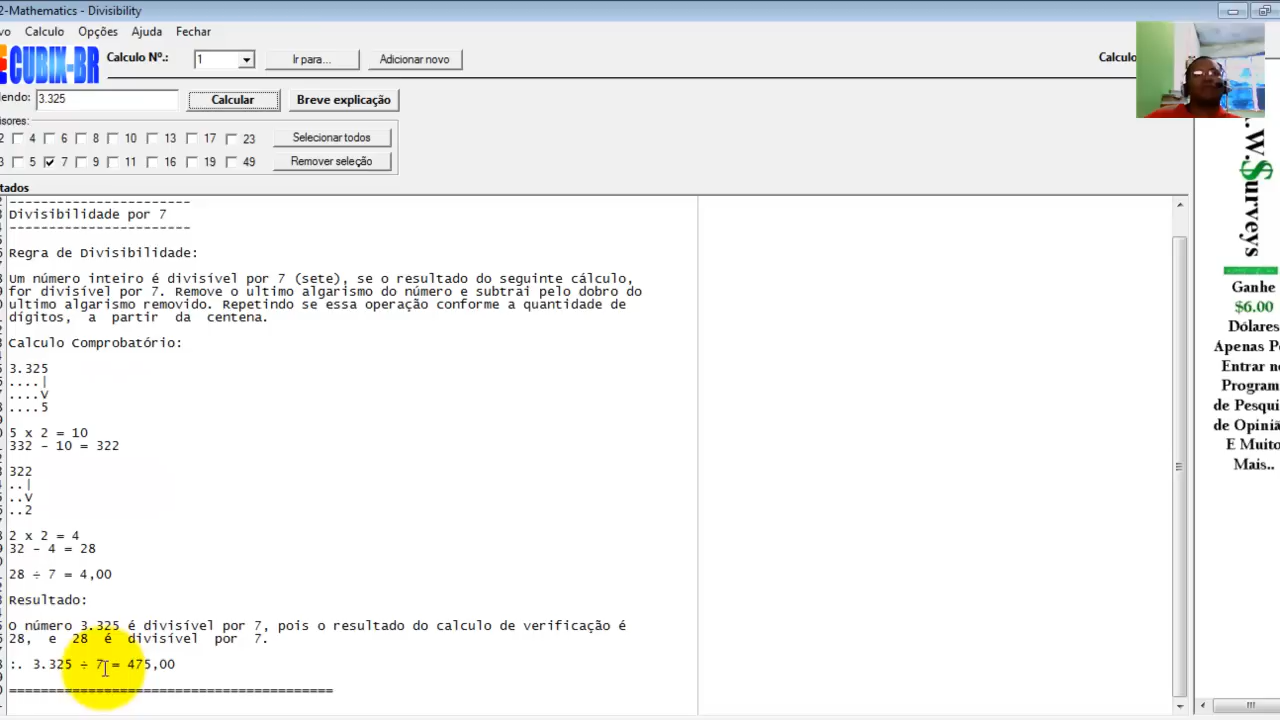 2-Mathematics - Divisibility
vo Calculo Opções Ajuda Fechar
CUBIX-BR Calculo Nº.: 1 Ir para... Adicionar novo Calculo
dendo: 3.325 Calcular Breve explicação
isores:
2 4 6 8 10 13 17 23 Selecionar todos
3 5 7 9 11 16 19 49 Remover seleção
tados
-----------------------
Divisibilidade por 7
-----------------------
Regra de Divisibilidade:
Um número inteiro é divisível por 7 (sete), se o resultado do seguinte cálculo,
for divisível por 7. Remove o ultimo algarismo do número e subtrai pelo dobro do
ultimo algarismo removido. Repetindo se essa operação conforme a quantidade de
dígitos, a partir da centena.
Calculo Comprobatório:
3.325
....|
....V
....5
5 x 2 = 10
332 - 10 = 322
322
..|
..V
..2
2 x 2 = 4
32 - 4 = 28
28 ÷ 7 = 4,00
Resultado:
O número 3.325 é divisível por 7, pois o resultado do calculo de verificação é
28, e 28 é divisível por 7.
:. 3.325 ÷ 7 = 475,00
=========================================
.W.$urveys
Ganhe
$6.00
Dólares
Apenas P
Entrar no
Program
de Pesqui
de Opiniã
E Muito
Mais..